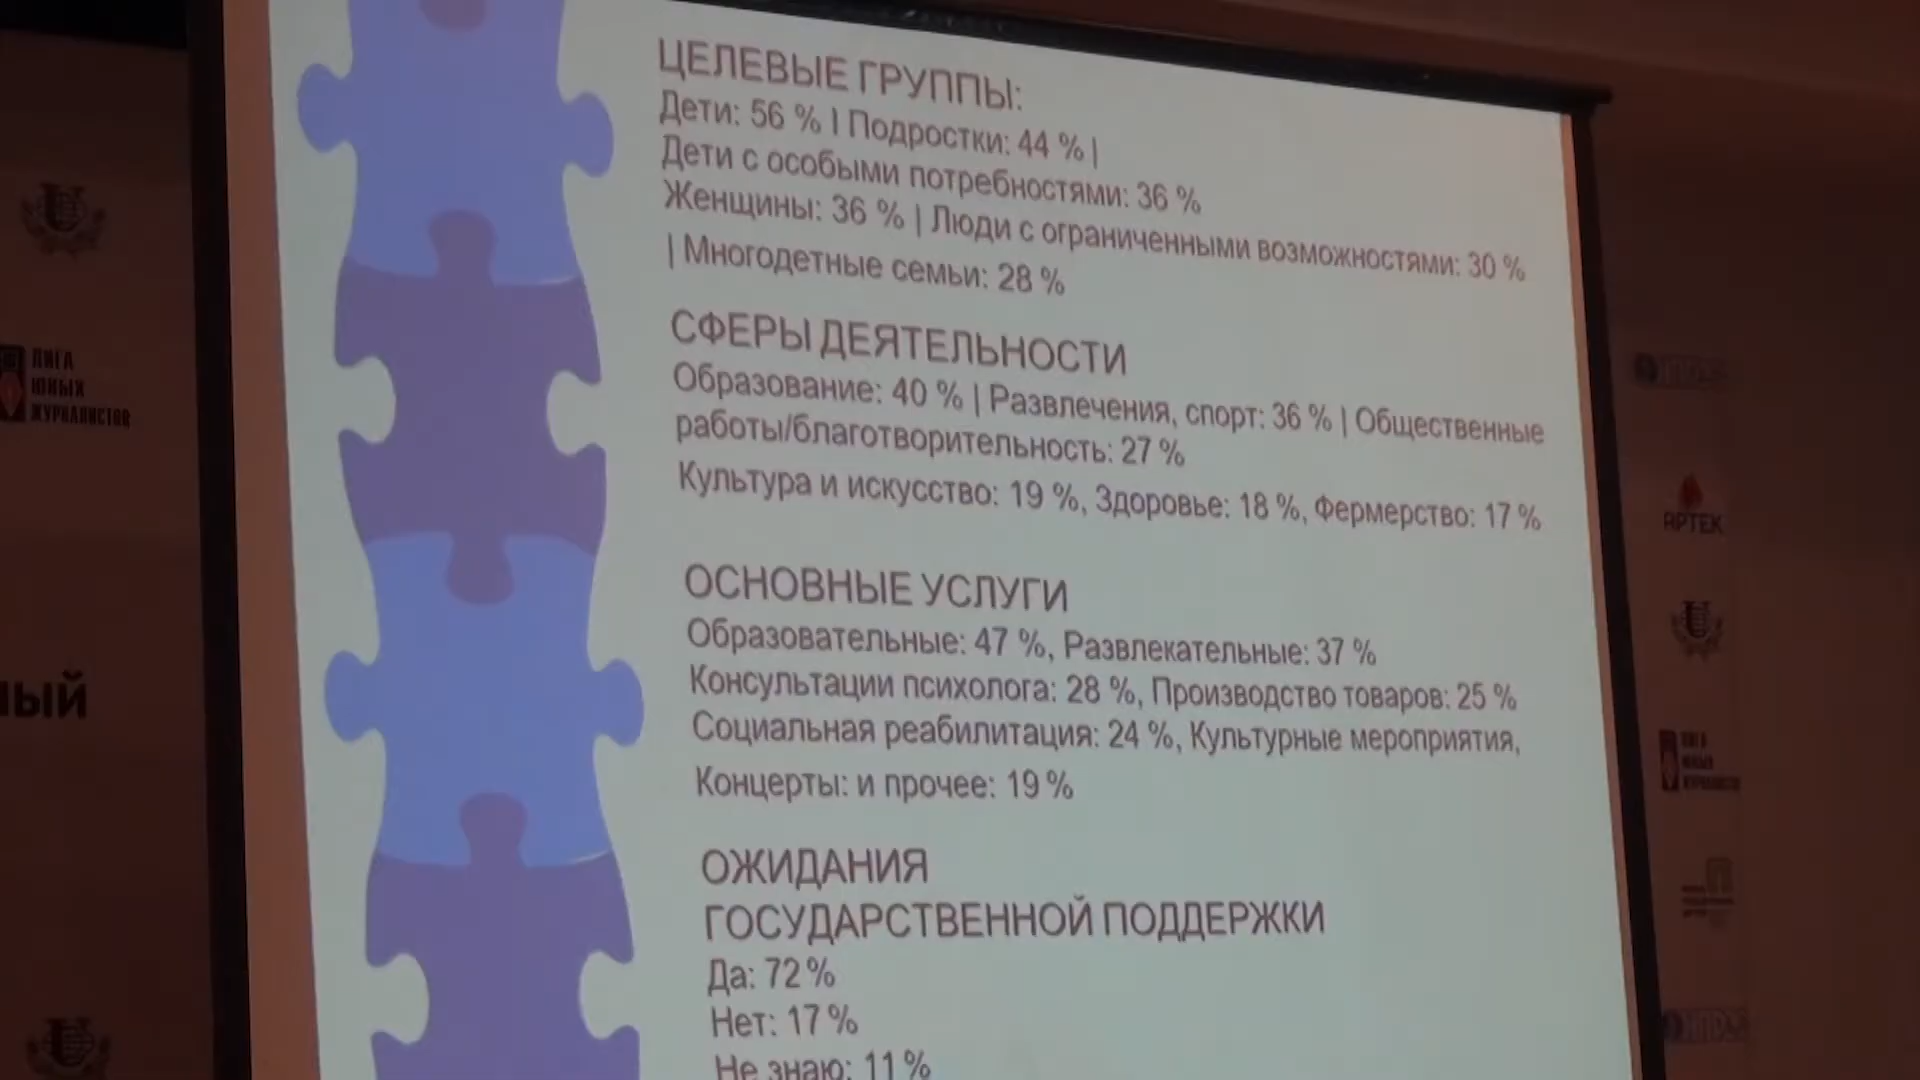 ЦЕЛЕВЫЕ ГРУППЫ:
Дети: 56 % I Подростки: 44 % |
Дети с особыми потребностями: 36 %
Женщины: 36 % | Люди с ограниченными возможностями: 30 %
| Многодетные семьи: 28 %
СФЕРЫ ДЕЯТЕЛЬНОСТИ
Образование: 40 % | Развлечения, спорт: 36 % | Общественные
работы/благотворительность: 27 %
Культура и искусство: 19 %, Здоровье: 18 %, Фермерство: 17 %
ОСНОВНЫЕ УСЛУГИ
Образовательные: 47 %, Развлекательные: 37 %
Консультации психолога: 28 %, Производство товаров: 25 %
Социальная реабилитация: 24 %, Культурные мероприятия,
Концерты: и прочее: 19 %
ОЖИДАНИЯ
ГОСУДАРСТВЕННОЙ ПОДДЕРЖКИ
Да: 72 %
Нет: 17 %
Не знаю: 11 %
ЛИГА
ЮНЫХ
ЖУРНАЛИСТОВ
ный
АРТЕК